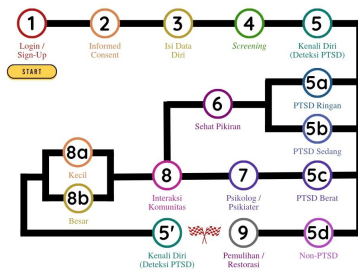 1
2
3
4
5
Login /
Sign-Up
Informed
Consent
Isi Data
Diri
Screening
Kenali Diri
(Deteksi PTSD)
START
5a
PTSD Ringan
6
Sehat Pikiran
5b
PTSD Sedang
8a
Kecil
8
Interaksi
Komunitas
7
Psikolog /
Psikiater
5c
PTSD Berat
8b
Besar
5'
Kenali Diri
(Deteksi PTSD)
9
Pemulihan /
Restorasi
5d
Non-PTSD